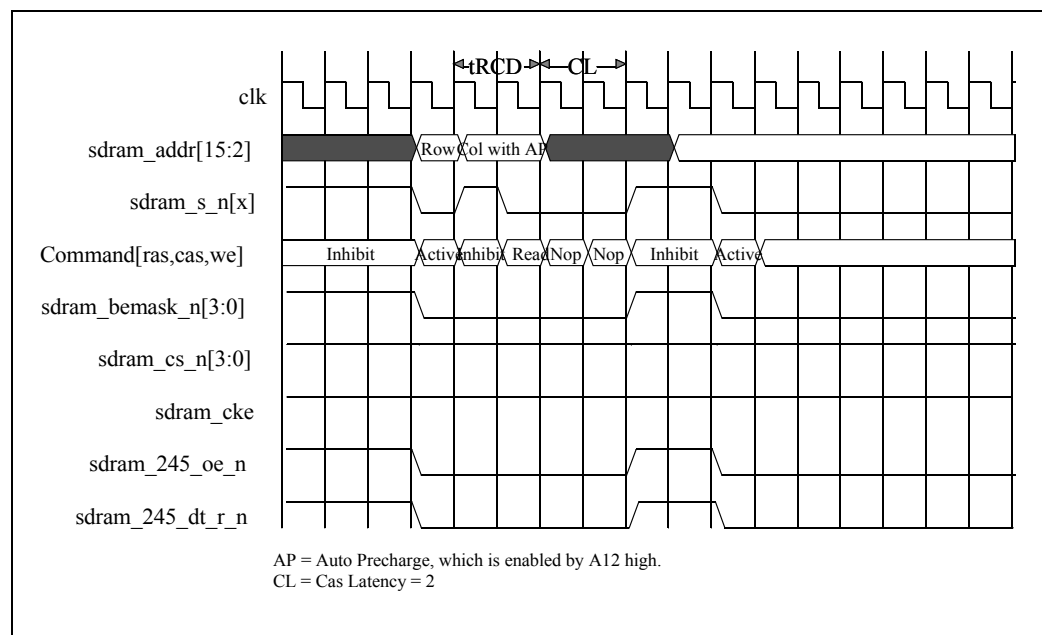 tRCD CL
clk
sdram_addr[15:2] Row Col with AP
sdram_s_n[x]
Command[ras,cas,we] Inhibit Active Inhibit Read Nop Nop Inhibit Active
sdram_bemask_n[3:0]
sdram_cs_n[3:0]
sdram_cke
sdram_245_oe_n
sdram_245_dt_r_n
AP = Auto Precharge, which is enabled by A12 high.
CL = Cas Latency = 2